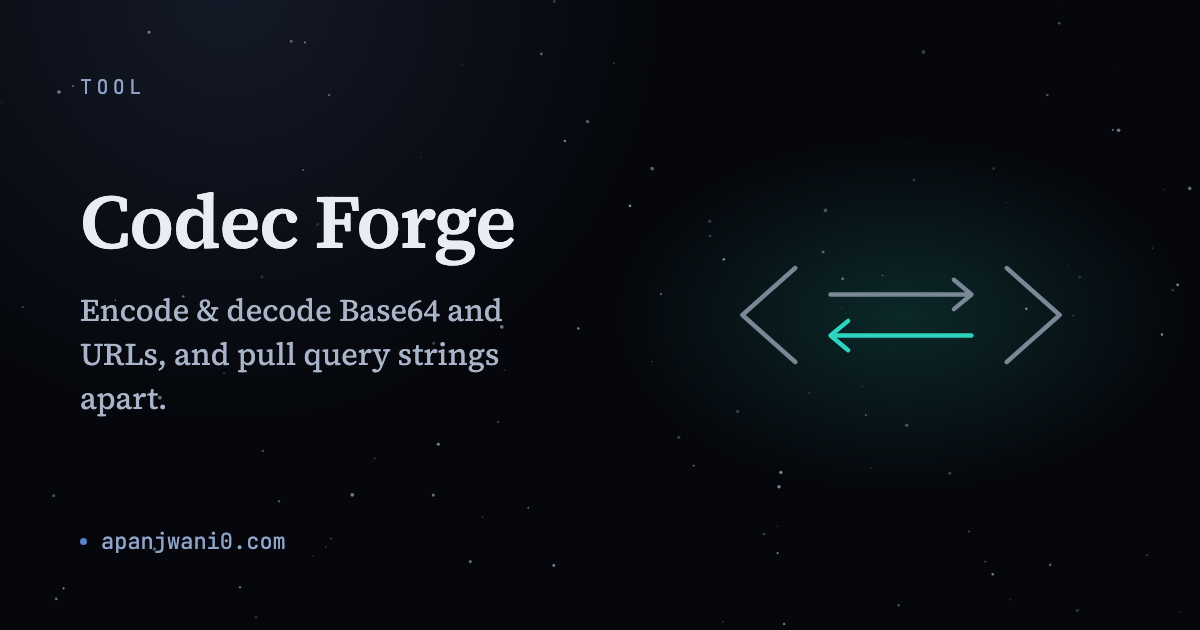 TOOL
Codec Forge
Encode & decode Base64 and
URLs, and pull query strings
apart.
apanjwani0.com